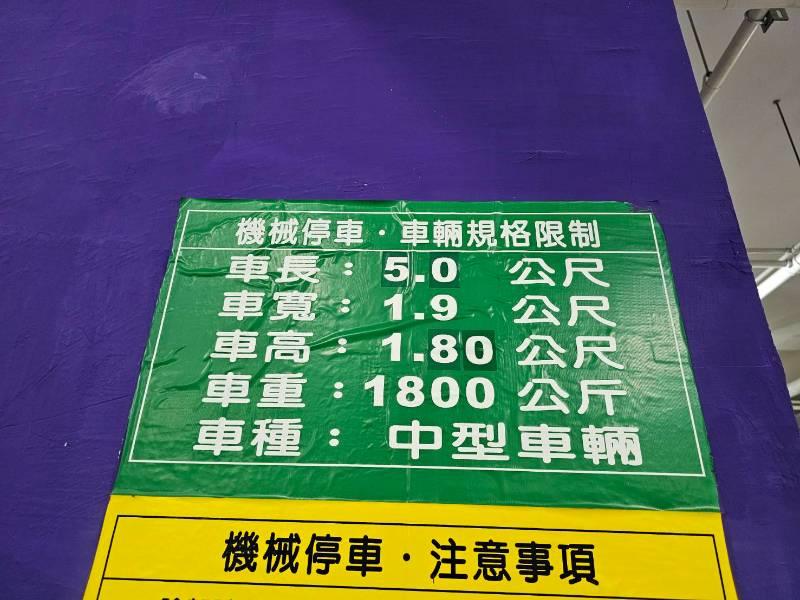 機械停車・車輛規格限制
車長：5.0 公尺
車寬：1.9 公尺
車高：1.80 公尺
車重：1800 公斤
車種：中型車輛
機械停車・注意事項